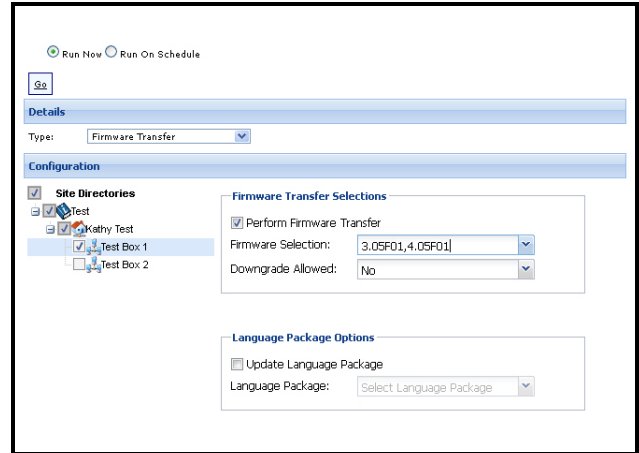 Run Now Run On Schedule
Go
Details
Type: Firmware Transfer
Configuration
Site Directories
Test
Kathy Test
Test Box 1
Test Box 2
Firmware Transfer Selections
Perform Firmware Transfer
Firmware Selection: 3.05F01,4.05F01
Downgrade Allowed: No
Language Package Options
Update Language Package
Language Package: Select Language Package